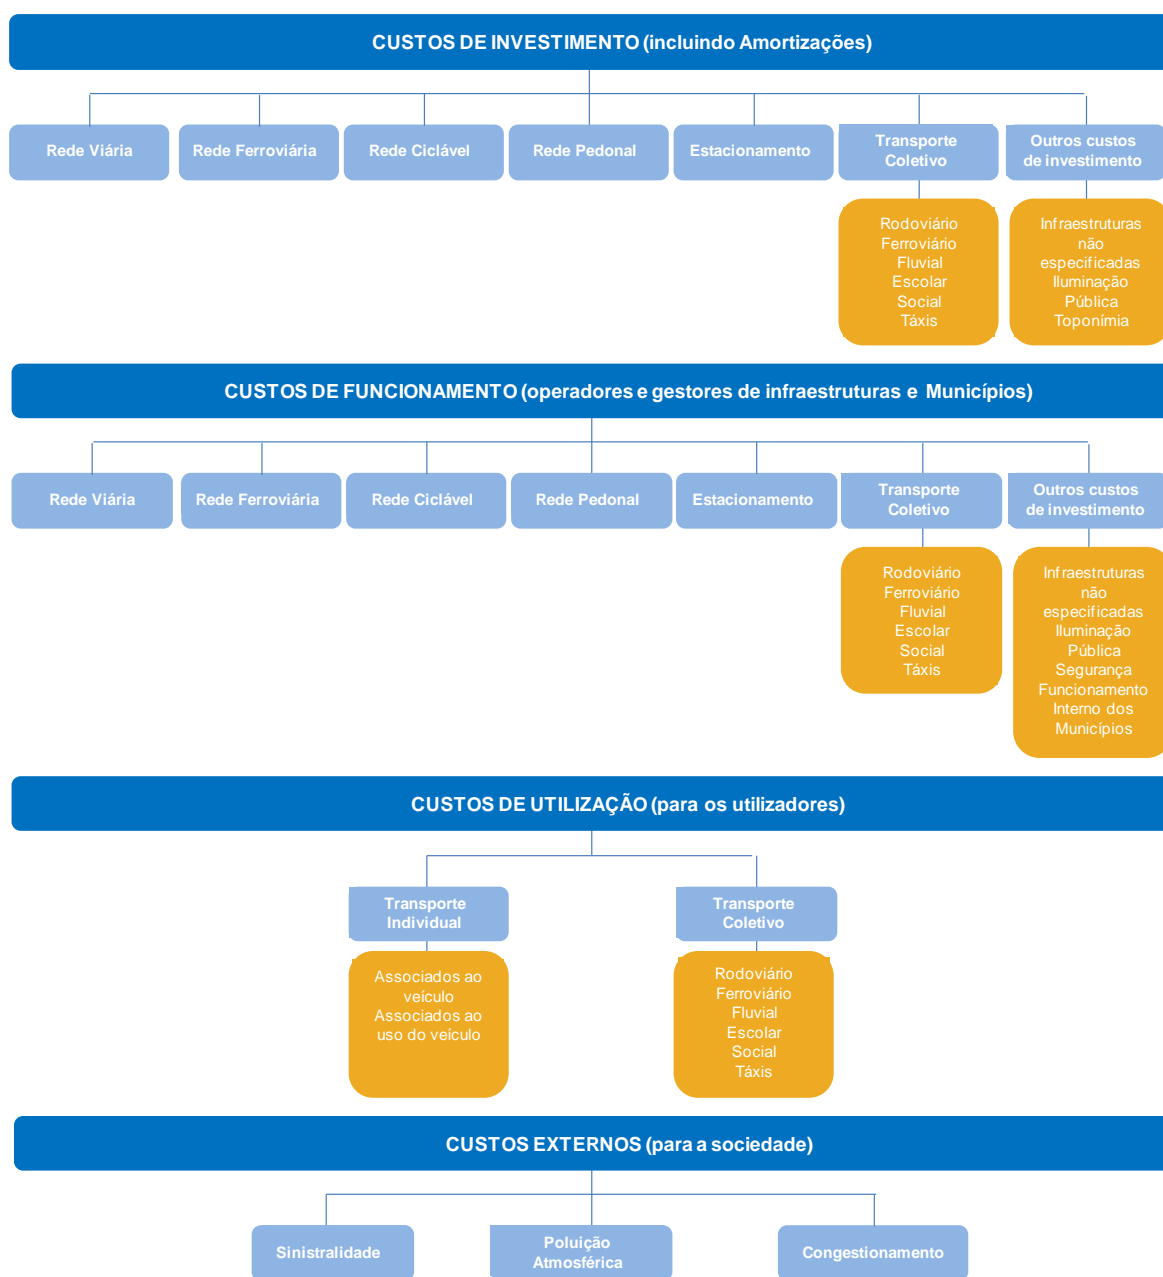 CUSTOS DE INVESTIMENTO (incluindo Amortizações)
Rede Viária
Rede Ferroviária
Rede Ciclável
Rede Pedonal
Estacionamento
Transporte
Coletivo
Outros custos
de investimento
Rodoviário
Ferroviário
Fluvial
Escolar
Social
Táxis
Infraestruturas
não
especificadas
Iluminação
Pública
Toponímia
CUSTOS DE FUNCIONAMENTO (operadores e gestores de infraestruturas e Municípios)
Rede Viária
Rede Ferroviária
Rede Ciclável
Rede Pedonal
Estacionamento
Transporte
Coletivo
Outros custos
de investimento
Rodoviário
Ferroviário
Fluvial
Escolar
Social
Táxis
Infraestruturas
não
especificadas
Iluminação
Pública
Segurança
Funcionamento
Interno dos
Municípios
CUSTOS DE UTILIZAÇÃO (para os utilizadores)
Transporte
Individual
Transporte
Coletivo
Associados ao
veículo
Associados ao
uso do veículo
Rodoviário
Ferroviário
Fluvial
Escolar
Social
Táxis
CUSTOS EXTERNOS (para a sociedade)
Sinistralidade
Poluição
Atmosférica
Congestionamento